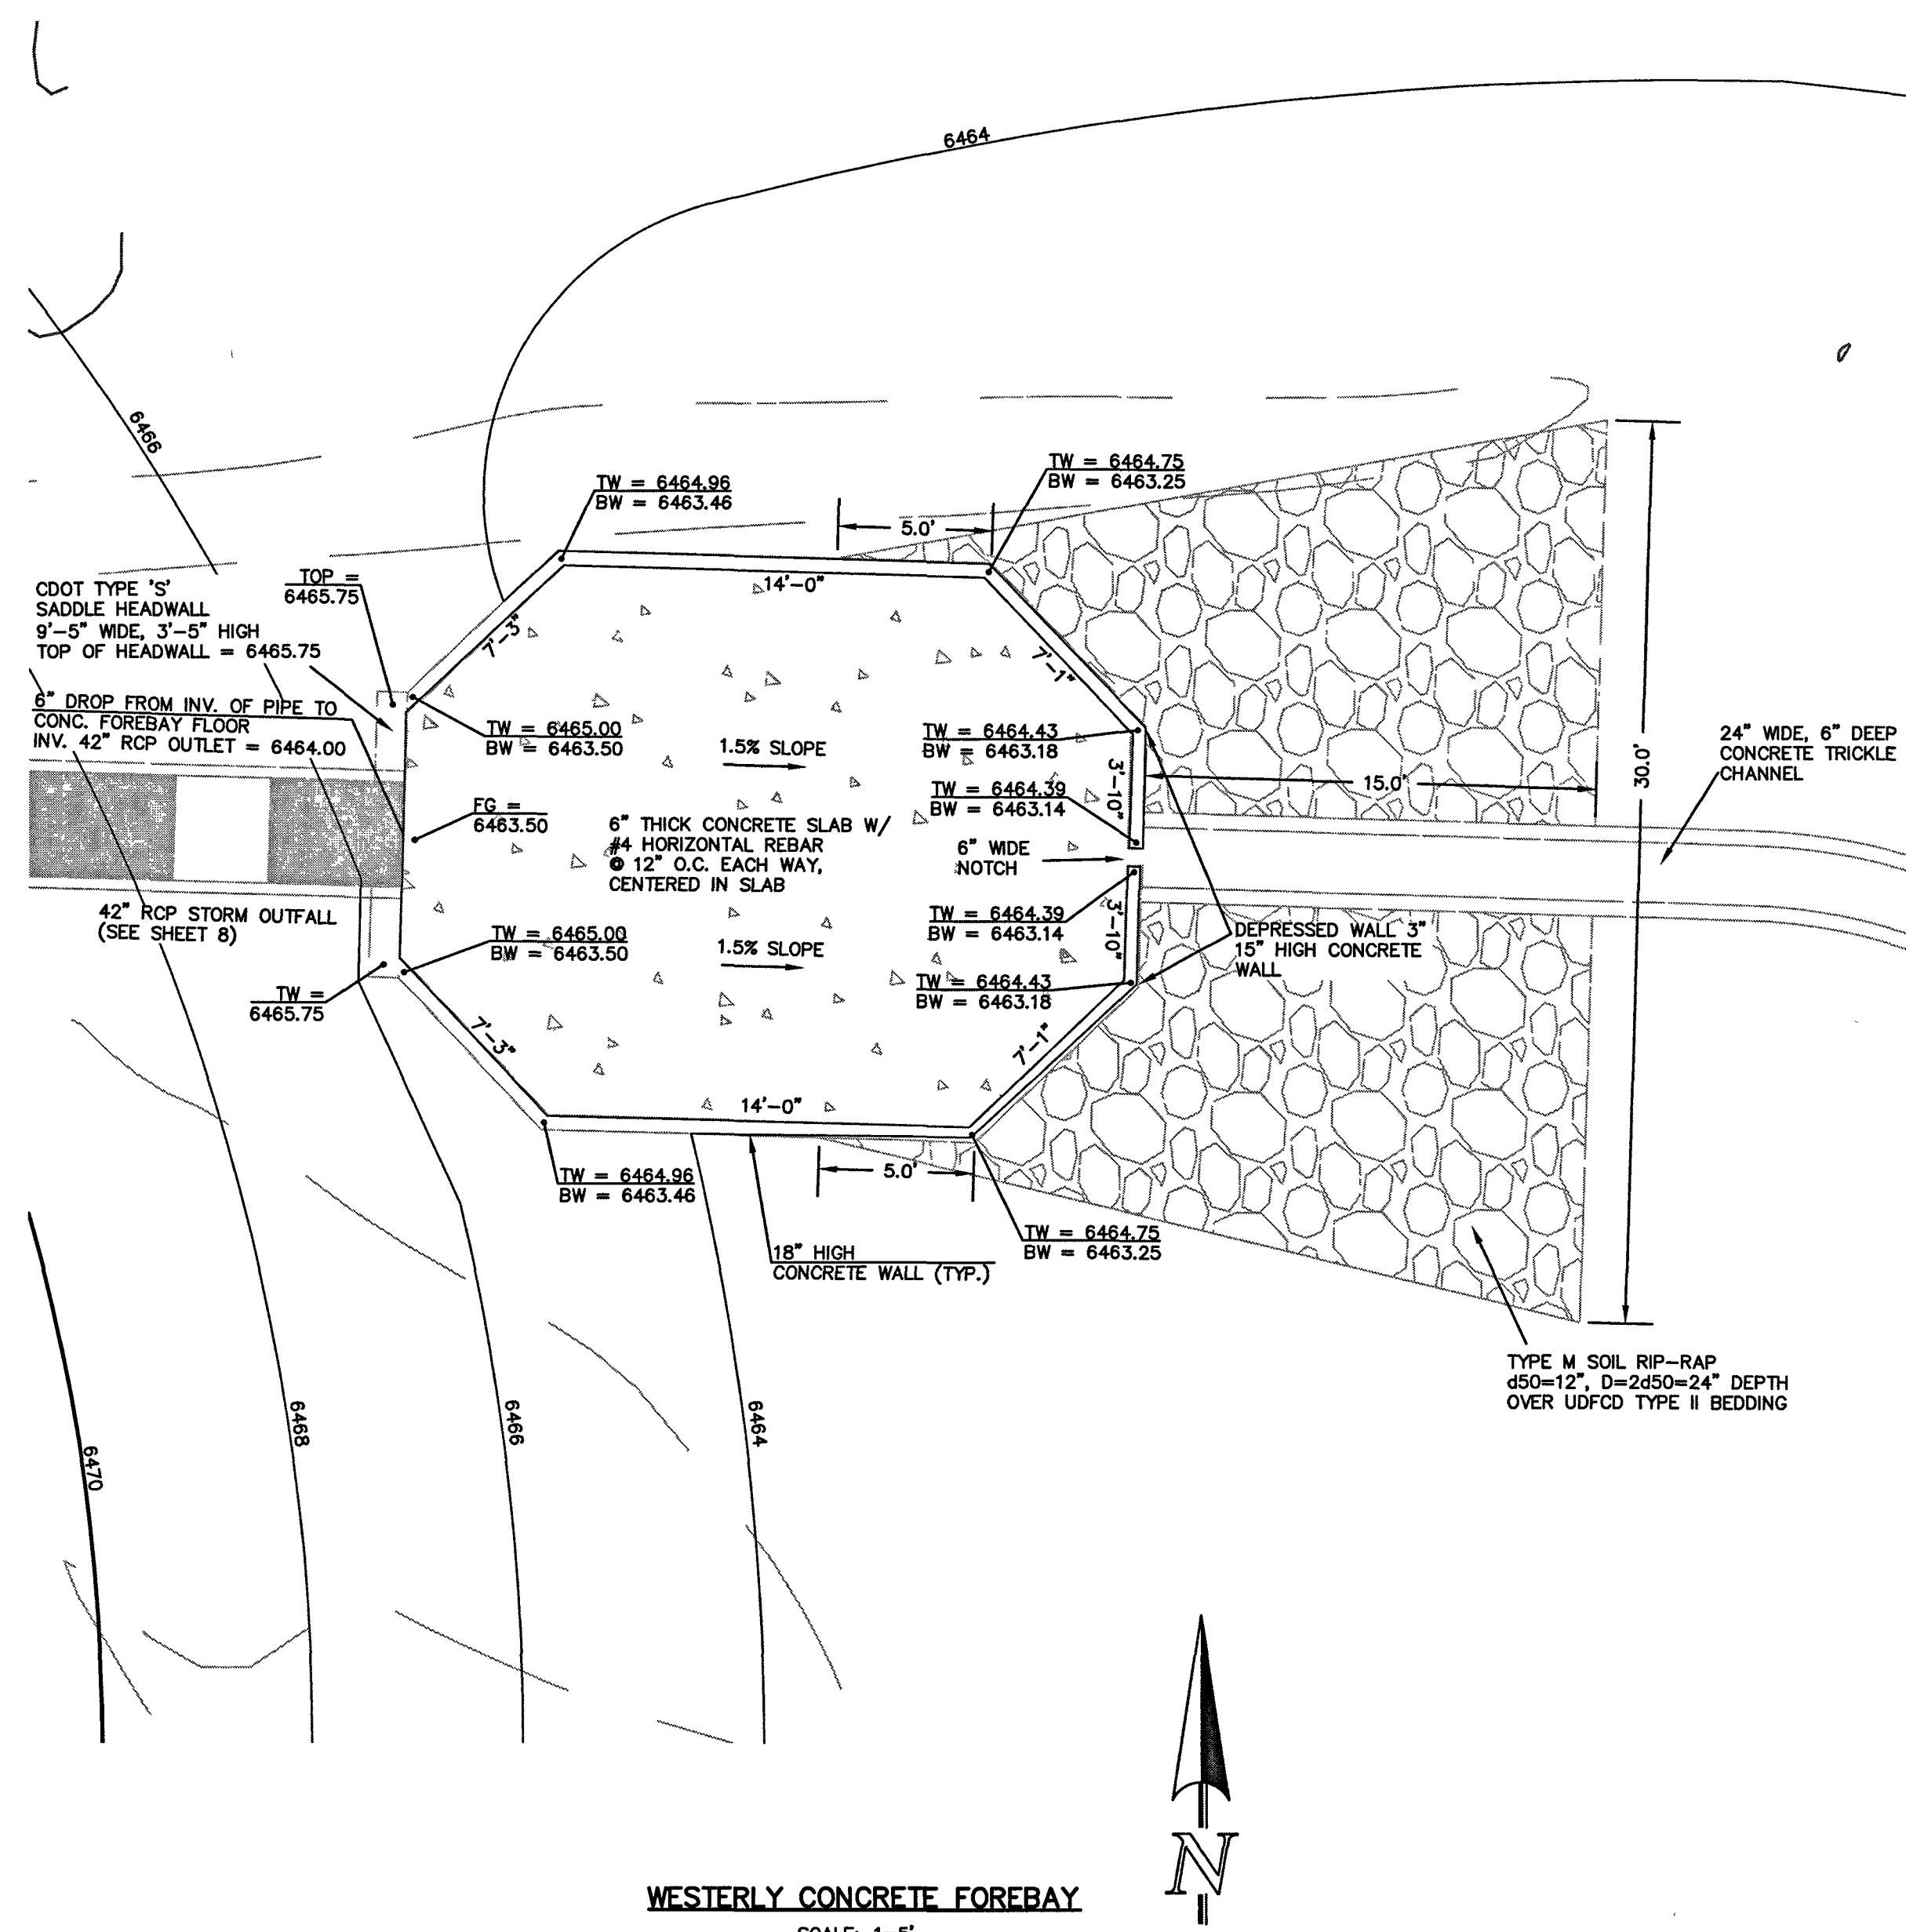 6464
6466
TW = 6464.96
BW = 6463.46
TW = 6464.75
BW = 6463.25
5.0'
CDOT TYPE 'S'
SADDLE HEADWALL
9'-5" WIDE, 3'-5" HIGH
TOP OF HEADWALL = 6465.75
TOP =
6465.75
14'-0"
7'-3"
7'-1"
6" DROP FROM INV. OF PIPE TO
CONC. FOREBAY FLOOR
INV. 42" RCP OUTLET = 6464.00
TW = 6465.00
BW = 6463.50
1.5% SLOPE
TW = 6464.43
BW = 6463.18
3'-10"
TW = 6464.39
BW = 6463.14
15.0'
30.0'
24" WIDE, 6" DEEP
CONCRETE TRICKLE
CHANNEL
FG =
6463.50
6" THICK CONCRETE SLAB W/
#4 HORIZONTAL REBAR
@ 12" O.C. EACH WAY,
CENTERED IN SLAB
6" WIDE
NOTCH
42" RCP STORM OUTFALL
(SEE SHEET 8)
TW = 6465.00
BW = 6463.50
1.5% SLOPE
TW = 6464.39
BW = 6463.14
3'-10"
DEPRESSED WALL 3"
15" HIGH CONCRETE
WALL
TW = 6464.43
BW = 6463.18
TW =
6465.75
7'-3"
7'-1"
14'-0"
5.0'
TW = 6464.96
BW = 6463.46
TW = 6464.75
BW = 6463.25
18" HIGH
CONCRETE WALL (TYP.)
TYPE M SOIL RIP-RAP
d50=12", D=2d50=24" DEPTH
OVER UDFCD TYPE II BEDDING
6470
6468
6466
6464
N
WESTERLY CONCRETE FOREBAY
SCALE: 1=5'